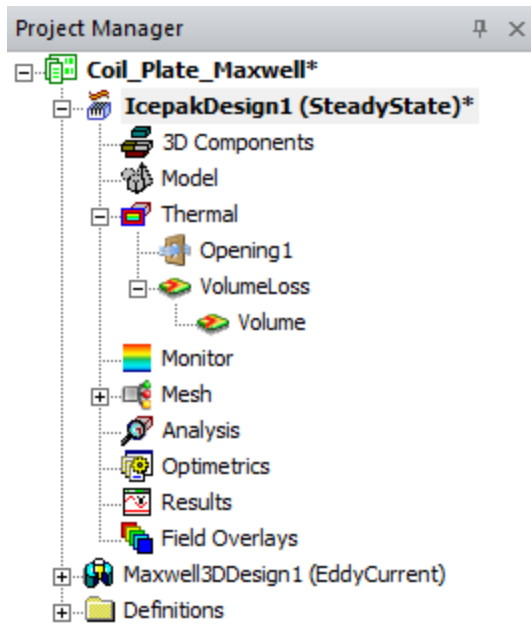 Project Manager
Coil_Plate_Maxwell*
IcepakDesign1 (SteadyState)*
3D Components
Model
Thermal
Opening1
VolumeLoss
Volume
Monitor
Mesh
Analysis
Optimetrics
Results
Field Overlays
Maxwell3DDesign1 (EddyCurrent)
Definitions